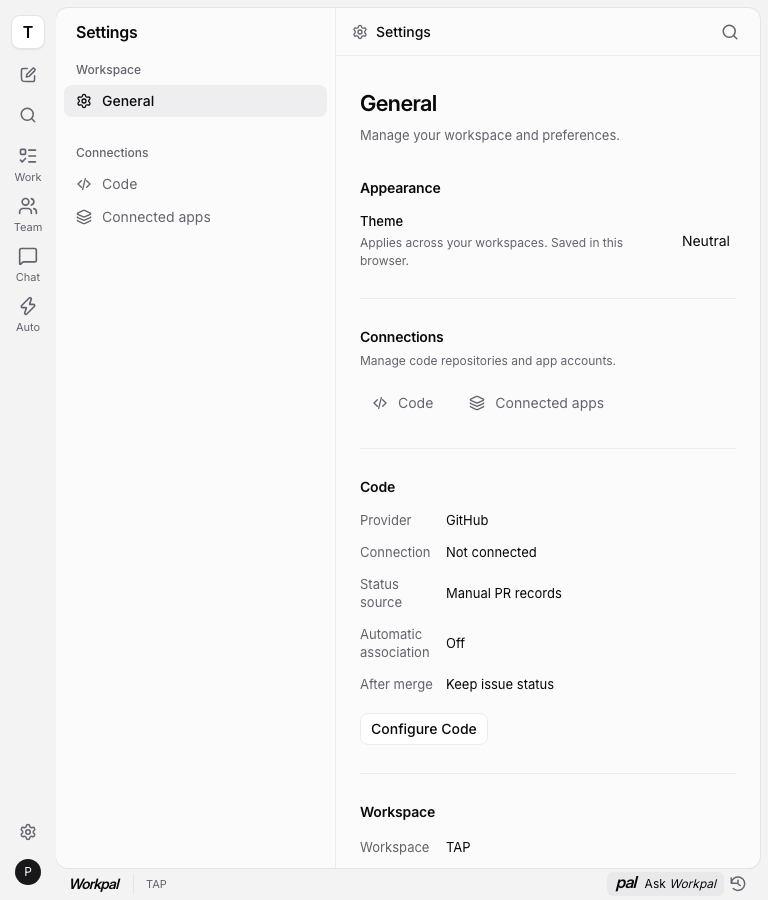 T
Work
Team
Chat
Auto
P
Settings
Workspace
General
Connections
Code
Connected apps
Settings
General
Manage your workspace and preferences.
Appearance
Theme
Applies across your workspaces. Saved in this
browser.
Neutral
Connections
Manage code repositories and app accounts.
Code Connected apps
Code
Provider GitHub
Connection Not connected
Status
source
Manual PR records
Automatic
association
Off
After merge Keep issue status
Configure Code
Workspace
Workspace TAP
Workpal TAP
pal Ask Workpal